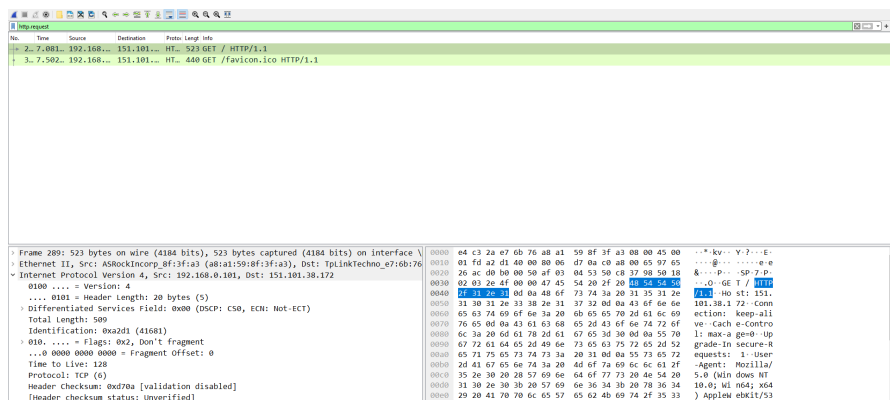 http.request
No. Time Source Destination Protoc Lengt Info
2… 7.081… 192.168.… 151.101.… HT… 523 GET / HTTP/1.1
3… 7.502… 192.168.… 151.101.… HT… 440 GET /favicon.ico HTTP/1.1
> Frame 289: 523 bytes on wire (4184 bits), 523 bytes captured (4184 bits) on interface \
> Ethernet II, Src: ASRockIncorp_8f:3f:a3 (a8:a1:59:8f:3f:a3), Dst: TpLinkTechno_e7:6b:76
Internet Protocol Version 4, Src: 192.168.0.101, Dst: 151.101.38.172
0100 .... = Version: 4
.... 0101 = Header Length: 20 bytes (5)
> Differentiated Services Field: 0x00 (DSCP: CS0, ECN: Not-ECT)
Total Length: 509
Identification: 0xa2d1 (41681)
> 010. .... = Flags: 0x2, Don't fragment
...0 0000 0000 0000 = Fragment Offset: 0
Time to Live: 128
Protocol: TCP (6)
Header Checksum: 0xd70a [validation disabled]
[Header checksum status: Unverified]
0000 e4 c3 2a e7 6b 76 a8 a1 59 8f 3f a3 08 00 45 00 ··*·kv·· Y·?···E·
0010 01 fd a2 d1 40 00 80 06 d7 0a c0 a8 00 65 97 65 ····@··· ·····e·e
0020 26 ac d0 b0 00 50 af 03 04 53 50 c8 37 98 50 18 &····P·· ·SP·7·P·
0030 02 03 2e 4f 00 00 47 45 54 20 2f 20 48 54 54 50 ··.O··GE T / HTTP
0040 2f 31 2e 31 0d 0a 48 6f 73 74 3a 20 31 35 31 2e /1.1··Ho st: 151.
0050 31 30 31 2e 33 38 2e 31 37 32 0d 0a 43 6f 6e 6e 101.38.1 72··Conn
0060 65 63 74 69 6f 6e 3a 20 6b 65 65 70 2d 61 6c 69 ection: keep-ali
0070 76 65 0d 0a 43 61 63 68 65 2d 43 6f 6e 74 72 6f ve··Cach e-Contro
0080 6c 3a 20 6d 61 78 2d 61 67 65 3d 30 0d 0a 55 70 l: max-a ge=0··Up
0090 67 72 61 64 65 2d 49 6e 73 65 63 75 72 65 2d 52 grade-In secure-R
00a0 65 71 75 65 73 74 73 3a 20 31 0d 0a 55 73 65 72 equests: 1··User
00b0 2d 41 67 65 6e 74 3a 20 4d 6f 7a 69 6c 6c 61 2f -Agent: Mozilla/
00c0 35 2e 30 20 28 57 69 6e 64 6f 77 73 20 4e 54 20 5.0 (Win dows NT
00d0 31 30 2e 30 3b 20 57 69 6e 36 34 3b 20 78 36 34 10.0; Wi n64; x64
00e0 29 20 41 70 70 6c 65 57 65 62 4b 69 74 2f 35 33 ) AppleW ebKit/53